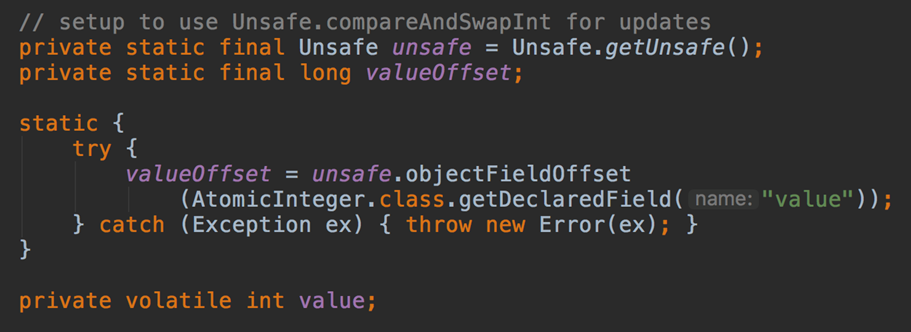 // setup to use Unsafe.compareAndSwapInt for updates
private static final Unsafe unsafe = Unsafe.getUnsafe();
private static final long valueOffset;
static {
try {
valueOffset = unsafe.objectFieldOffset
(AtomicInteger.class.getDeclaredField( name: "value"));
} catch (Exception ex) { throw new Error(ex); }
}
private volatile int value;